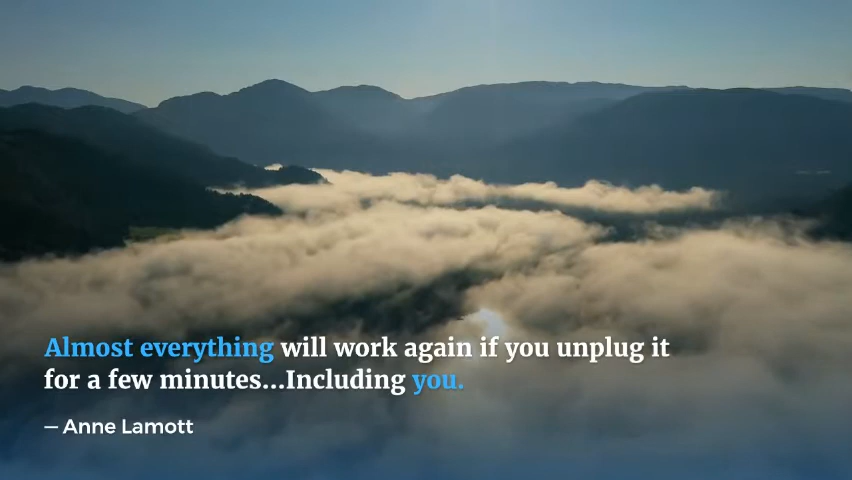 Almost everything will work again if you unplug it
for a few minutes...Including you.
— Anne Lamott